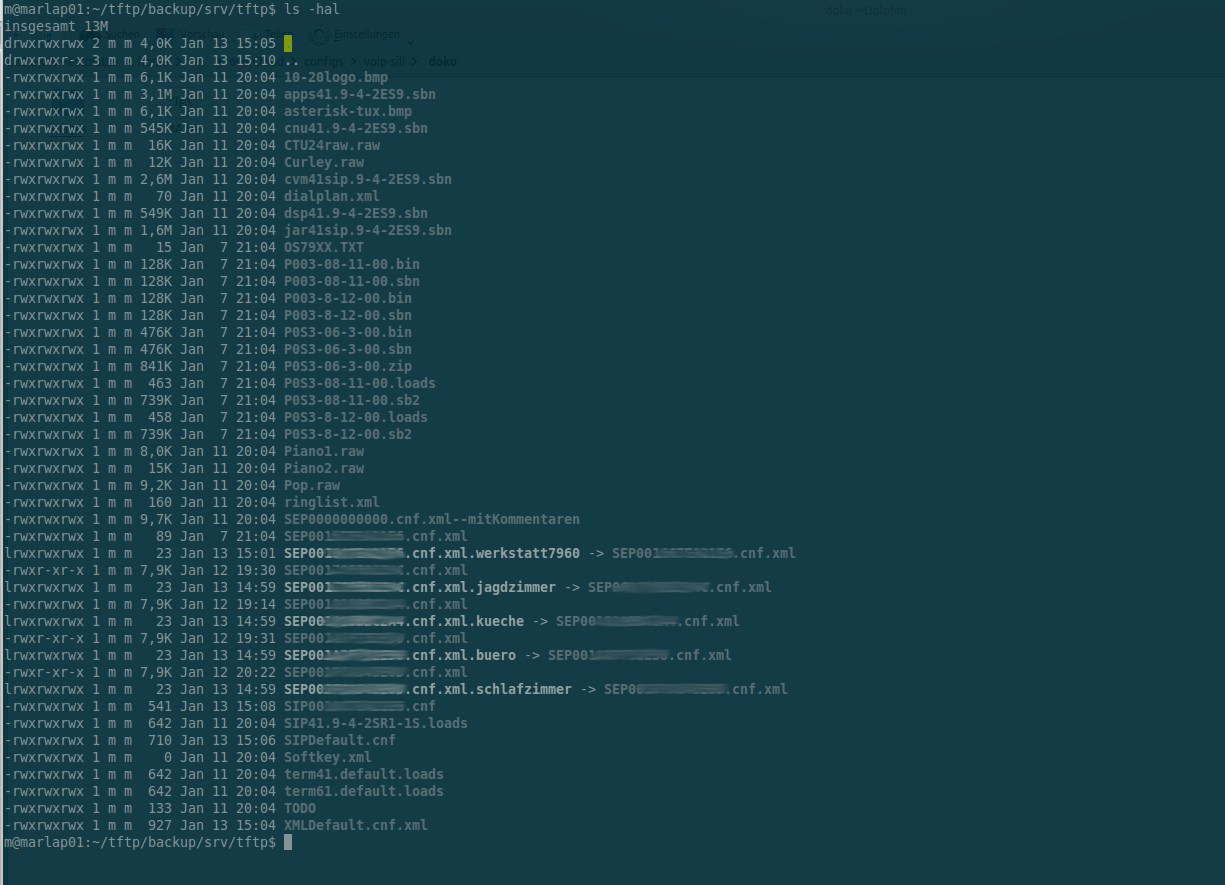 m@marlap01:~/tftp/backup/srv/tftp$ ls -hal
insgesamt 13M
drwxrwxrwx 2 m m 4,0K Jan 13 15:05 .
drwxrwxr-x 3 m m 4,0K Jan 13 15:10 ..
-rwxrwxrwx 1 m m 6,1K Jan 11 20:04 10-20logo.bmp
-rwxrwxrwx 1 m m 3,1M Jan 11 20:04 apps41.9-4-2ES9.sbn
-rwxrwxrwx 1 m m 6,1K Jan 11 20:04 asterisk-tux.bmp
-rwxrwxrwx 1 m m 545K Jan 11 20:04 cnu41.9-4-2ES9.sbn
-rwxrwxrwx 1 m m  16K Jan 11 20:04 CTU24raw.raw
-rwxrwxrwx 1 m m  12K Jan 11 20:04 Curley.raw
-rwxrwxrwx 1 m m 2,6M Jan 11 20:04 cvm41sip.9-4-2ES9.sbn
-rwxrwxrwx 1 m m   70 Jan 11 20:04 dialplan.xml
-rwxrwxrwx 1 m m 549K Jan 11 20:04 dsp41.9-4-2ES9.sbn
-rwxrwxrwx 1 m m 1,6M Jan 11 20:04 jar41sip.9-4-2ES9.sbn
-rwxrwxrwx 1 m m   15 Jan  7 21:04 OS79XX.TXT
-rwxrwxrwx 1 m m 128K Jan  7 21:04 P003-08-11-00.bin
-rwxrwxrwx 1 m m 128K Jan  7 21:04 P003-08-11-00.sbn
-rwxrwxrwx 1 m m 128K Jan  7 21:04 P003-8-12-00.bin
-rwxrwxrwx 1 m m 128K Jan  7 21:04 P003-8-12-00.sbn
-rwxrwxrwx 1 m m 476K Jan  7 21:04 P0S3-06-3-00.bin
-rwxrwxrwx 1 m m 476K Jan  7 21:04 P0S3-06-3-00.sbn
-rwxrwxrwx 1 m m 841K Jan  7 21:04 P0S3-06-3-00.zip
-rwxrwxrwx 1 m m  463 Jan  7 21:04 P0S3-08-11-00.loads
-rwxrwxrwx 1 m m 739K Jan  7 21:04 P0S3-08-11-00.sb2
-rwxrwxrwx 1 m m  458 Jan  7 21:04 P0S3-8-12-00.loads
-rwxrwxrwx 1 m m 739K Jan  7 21:04 P0S3-8-12-00.sb2
-rwxrwxrwx 1 m m 8,0K Jan 11 20:04 Piano1.raw
-rwxrwxrwx 1 m m  15K Jan 11 20:04 Piano2.raw
-rwxrwxrwx 1 m m 9,2K Jan 11 20:04 Pop.raw
-rwxrwxrwx 1 m m  160 Jan 11 20:04 ringlist.xml
-rwxrwxrwx 1 m m 9,7K Jan 11 20:04 SEP0000000000.cnf.xml--mitKommentaren
-rwxrwxrwx 1 m m   89 Jan  7 21:04 SEP001 .cnf.xml
lrwxrwxrwx 1 m m   23 Jan 13 15:01 SEP001 .cnf.xml.werkstatt7960 -> SEP001 .cnf.xml
-rwxr-xr-x 1 m m 7,9K Jan 12 19:30 SEP001 .cnf.xml
lrwxrwxrwx 1 m m   23 Jan 13 14:59 SEP001 .cnf.xml.jagdzimmer -> SEP00 .cnf.xml
-rwxrwxrwx 1 m m 7,9K Jan 12 19:14 SEP001 .cnf.xml
lrwxrwxrwx 1 m m   23 Jan 13 14:59 SEP00 .cnf.xml.kueche -> SEP001 .cnf.xml
-rwxr-xr-x 1 m m 7,9K Jan 12 19:31 SEP001 .cnf.xml
lrwxrwxrwx 1 m m   23 Jan 13 14:59 SEP00 .cnf.xml.buero -> SEP001 .cnf.xml
-rwxr-xr-x 1 m m 7,9K Jan 12 20:22 SEP001 .cnf.xml
lrwxrwxrwx 1 m m   23 Jan 13 14:59 SEP00 .cnf.xml.schlafzimmer -> SEP00 .cnf.xml
-rwxrwxrwx 1 m m  541 Jan 13 15:08 SIP001 .cnf
-rwxrwxrwx 1 m m  642 Jan 11 20:04 SIP41.9-4-2SR1-1S.loads
-rwxrwxrwx 1 m m  710 Jan 13 15:06 SIPDefault.cnf
-rwxrwxrwx 1 m m    0 Jan 11 20:04 Softkey.xml
-rwxrwxrwx 1 m m  642 Jan 11 20:04 term41.default.loads
-rwxrwxrwx 1 m m  642 Jan 11 20:04 term61.default.loads
-rwxrwxrwx 1 m m  133 Jan 11 20:04 TODO
-rwxrwxrwx 1 m m  927 Jan 13 15:04 XMLDefault.cnf.xml
m@marlap01:~/tftp/backup/srv/tftp$
doku – Dolphin
Suchen Vorschau Teilen Einstellungen
configs > voip-sili > doku